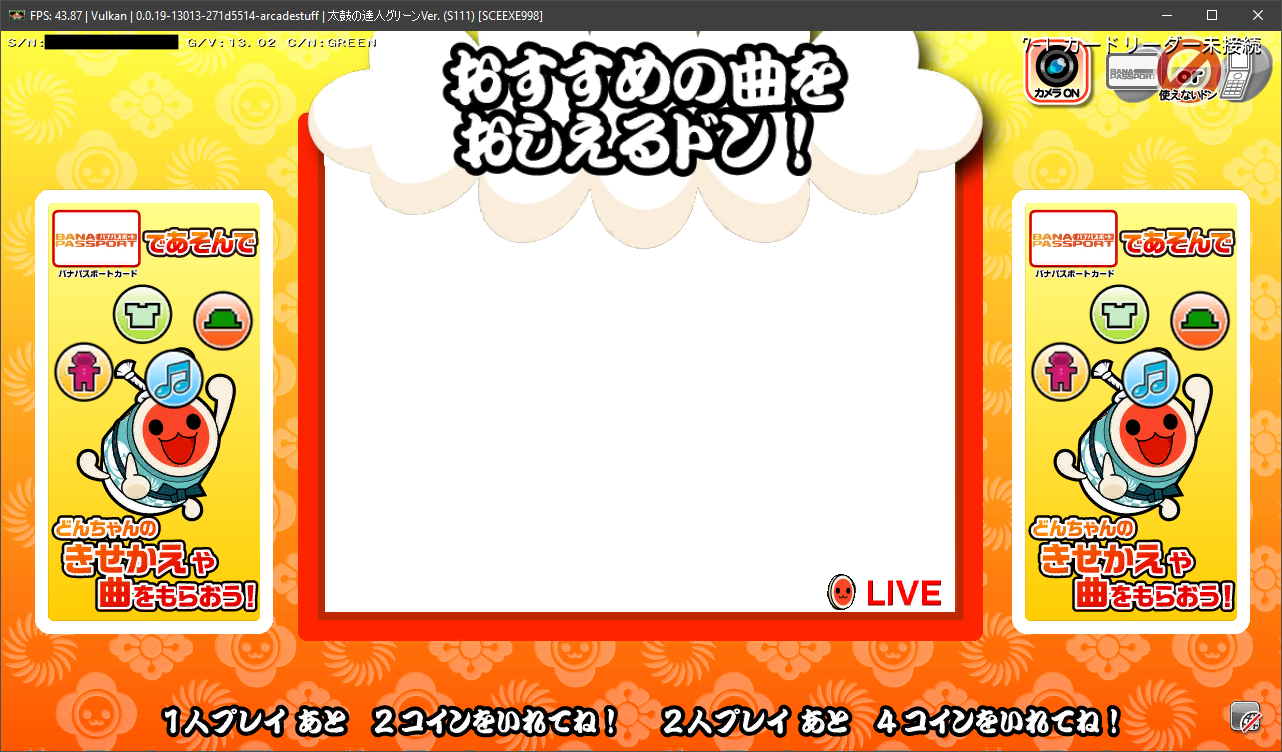 FPS: 43.87 | Vulkan | 0.0.19-13013-271d5514-arcadestuff | 太鼓の達人グリーンVer. (S111) [SCEEXE998]
S/N: G/V:13.02 C/N:GREEN
カードリーダー未接続
おすすめの曲を
おしえるドン!
カメラON
BANA PASSPORT
使えないドン
BANA バナパスポート
PASSPORT
であそんで
バナパスポートカード
どんちゃんの
きせかえや
曲をもらおう!
BANA バナパスポート
PASSPORT
であそんで
バナパスポートカード
どんちゃんの
きせかえや
曲をもらおう!
LIVE
1人プレイ あと 2コインをいれてね! 2人プレイ あと 4コインをいれてね!